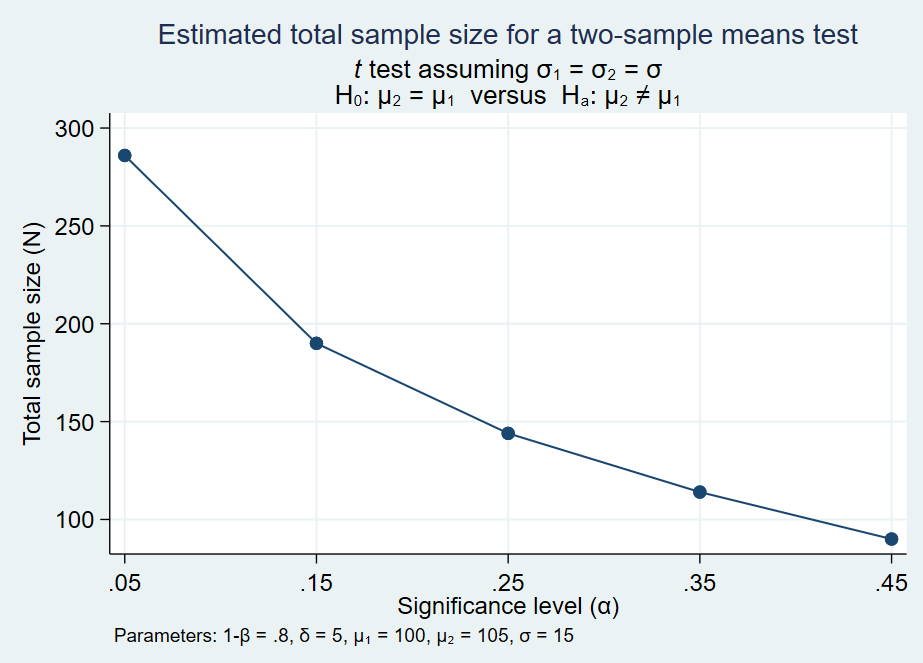 Estimated total sample size for a two-sample means test
t test assuming σ₁ = σ₂ = σ
H₀: μ₂ = μ₁ versus Hₐ: μ₂ ≠ μ₁
Total sample size (N)
300
250
200
150
100
.05 .15 .25 .35 .45
Significance level (α)
Parameters: 1-β = .8, δ = 5, μ₁ = 100, μ₂ = 105, σ = 15